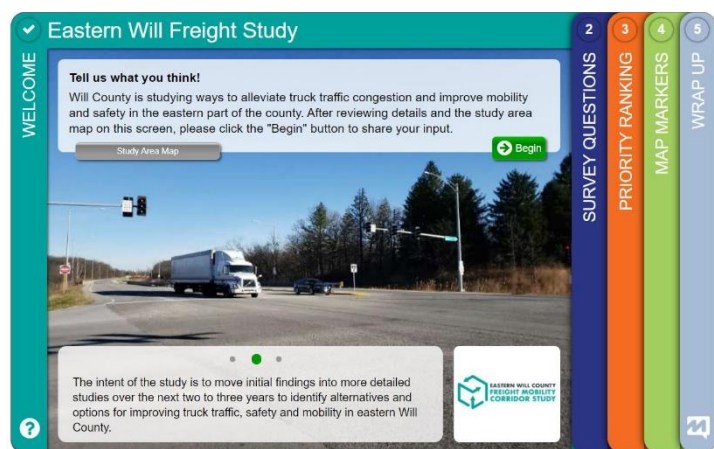 Eastern Will Freight Study
WELCOME
Tell us what you think!
Will County is studying ways to alleviate truck traffic congestion and improve mobility
and safety in the eastern part of the county. After reviewing details and the study area
map on this screen, please click the "Begin" button to share your input.
Study Area Map
Begin
The intent of the study is to move initial findings into more detailed
studies over the next two to three years to identify alternatives and
options for improving truck traffic, safety and mobility in eastern Will
County.
EASTERN WILL COUNTY
FREIGHT MOBILITY
CORRIDOR STUDY
?
2
SURVEY QUESTIONS
3
PRIORITY RANKING
4
MAP MARKERS
5
WRAP UP